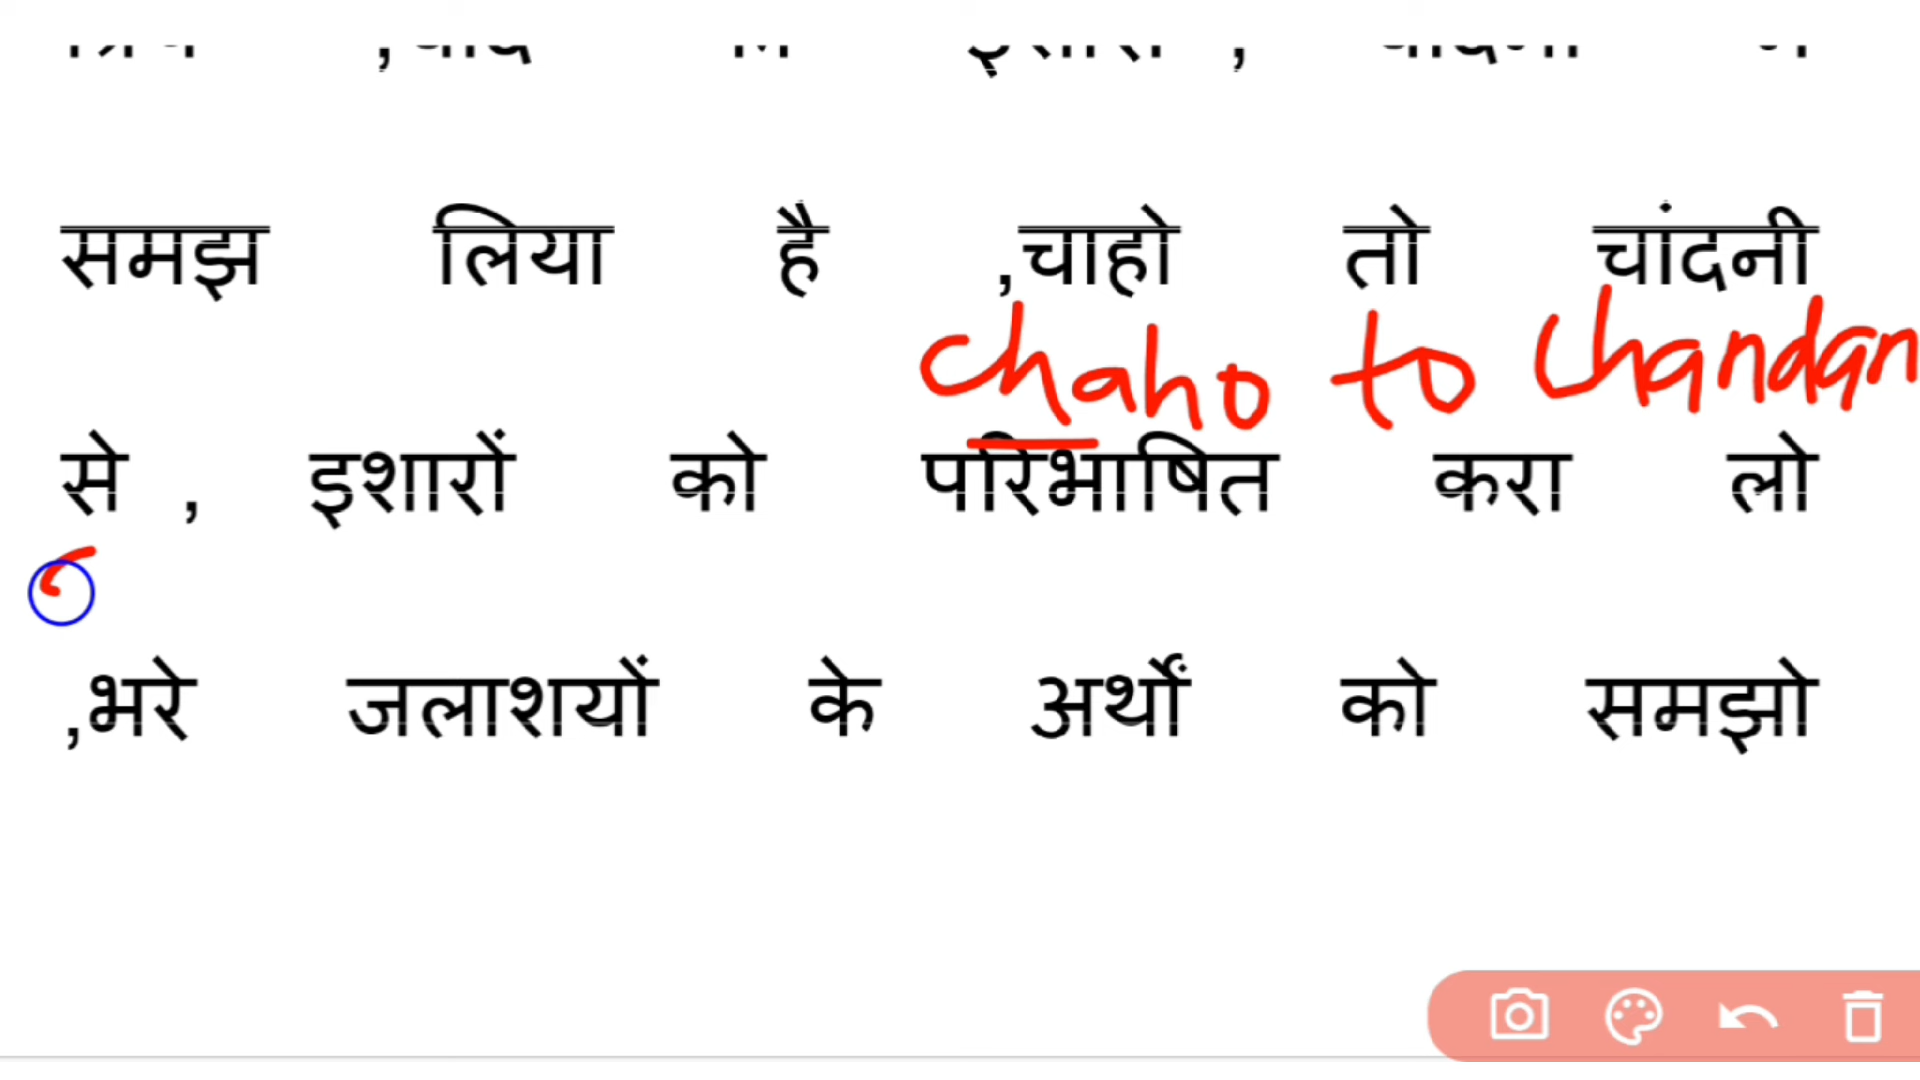 समझ लिया है ,चाहो तो चांदनी
chaho to chandan
से , इशारों को परिभाषित करा लो
,भरे जलाशयों के अर्थों को समझो